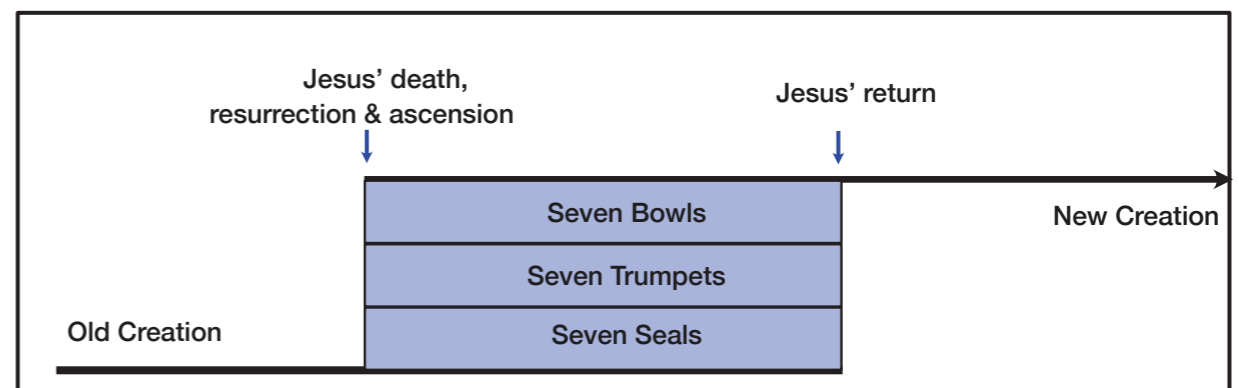 Jesus’ death,
resurrection & ascension
Jesus’ return
Seven Bowls
New Creation
Seven Trumpets
Old Creation
Seven Seals